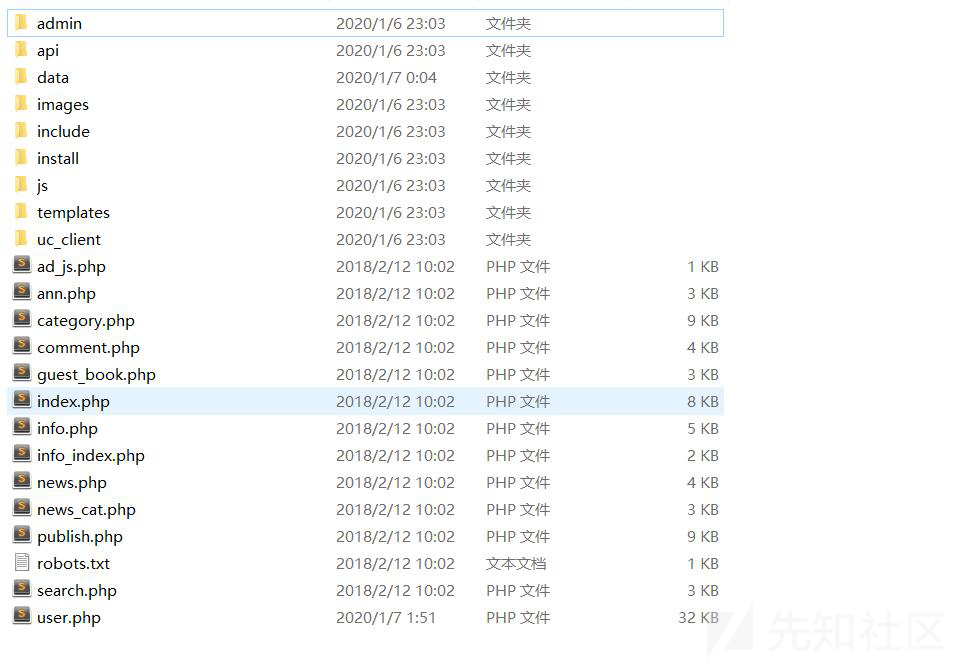 admin 2020/1/6 23:03 文件夹
api 2020/1/6 23:03 文件夹
data 2020/1/7 0:04 文件夹
images 2020/1/6 23:03 文件夹
include 2020/1/6 23:03 文件夹
install 2020/1/6 23:03 文件夹
js 2020/1/6 23:03 文件夹
templates 2020/1/6 23:03 文件夹
uc_client 2020/1/6 23:03 文件夹
ad_js.php 2018/2/12 10:02 PHP 文件 1 KB
ann.php 2018/2/12 10:02 PHP 文件 3 KB
category.php 2018/2/12 10:02 PHP 文件 9 KB
comment.php 2018/2/12 10:02 PHP 文件 4 KB
guest_book.php 2018/2/12 10:02 PHP 文件 3 KB
index.php 2018/2/12 10:02 PHP 文件 8 KB
info.php 2018/2/12 10:02 PHP 文件 5 KB
info_index.php 2018/2/12 10:02 PHP 文件 2 KB
news.php 2018/2/12 10:02 PHP 文件 4 KB
news_cat.php 2018/2/12 10:02 PHP 文件 3 KB
publish.php 2018/2/12 10:02 PHP 文件 9 KB
robots.txt 2018/2/12 10:02 文本文档 1 KB
search.php 2018/2/12 10:02 PHP 文件 3 KB
user.php 2020/1/7 1:51 PHP 文件 32 KB
先知社区